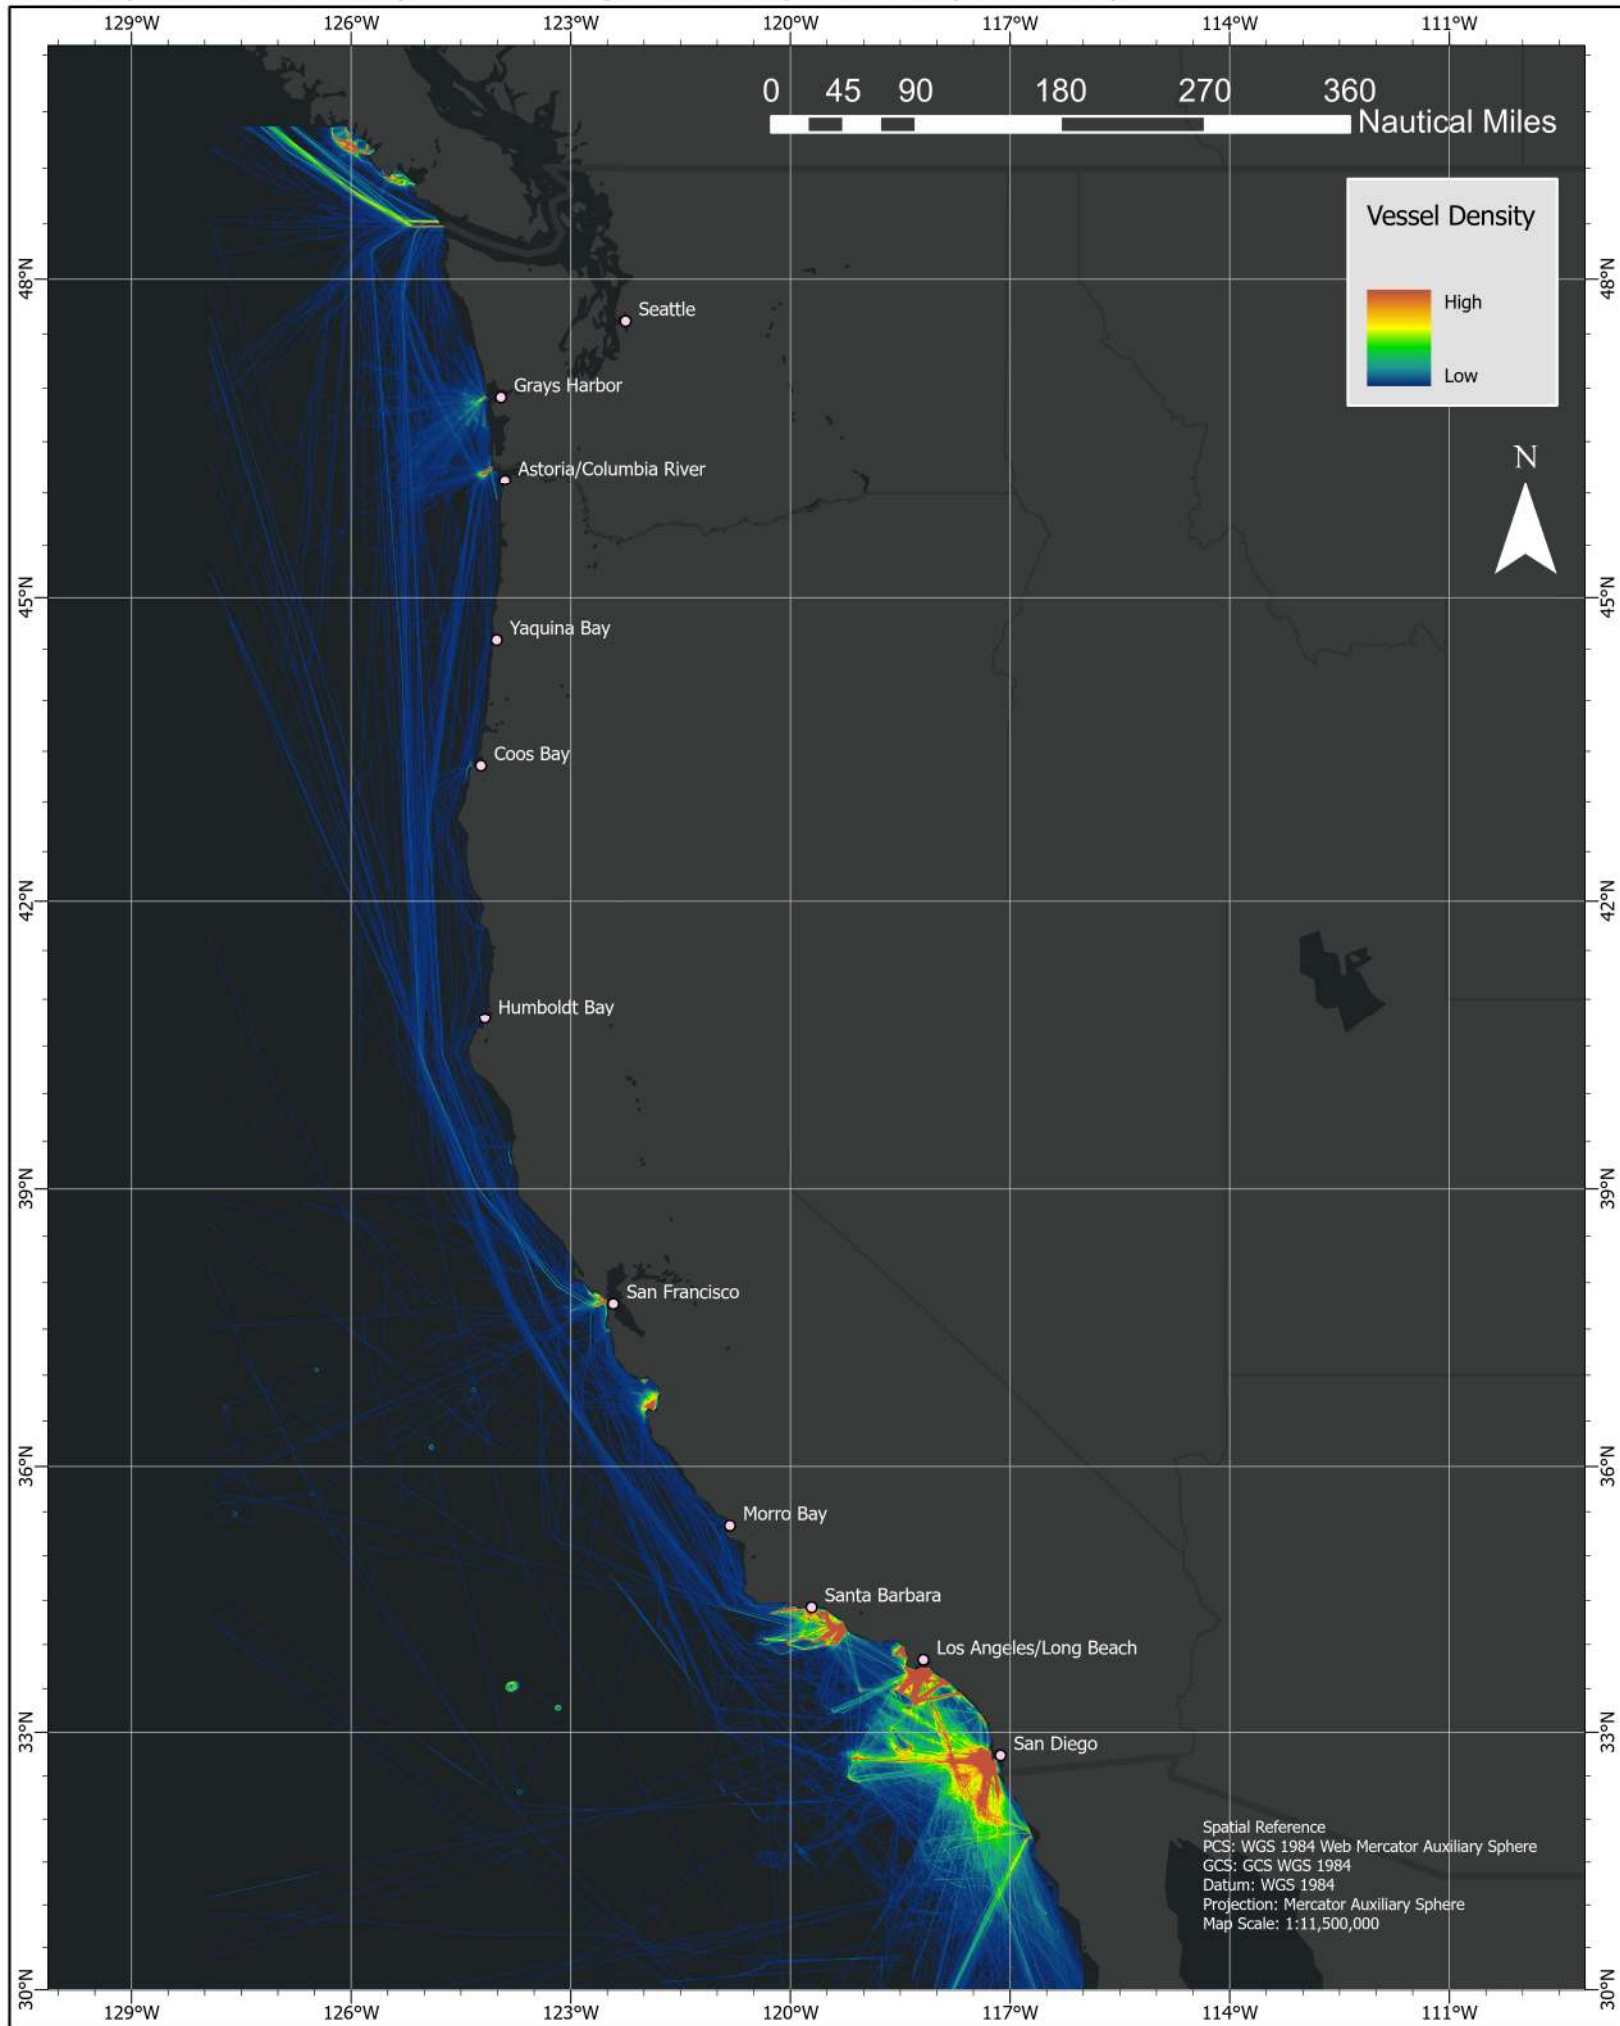 129°W 126°W 123°W 120°W 117°W 114°W 111°W
0 45 90 180 270 360
Nautical Miles
Vessel Density
High
Low
N
48°N 48°N
Seattle
Grays Harbor
Astoria/Columbia River
45°N 45°N
Yaquina Bay
Coos Bay
42°N 42°N
Humboldt Bay
39°N 39°N
San Francisco
36°N 36°N
Morro Bay
Santa Barbara
Los Angeles/Long Beach
33°N 33°N
San Diego
Spatial Reference
PCS: WGS 1984 Web Mercator Auxiliary Sphere
GCS: GCS WGS 1984
Datum: WGS 1984
Projection: Mercator Auxiliary Sphere
Map Scale: 1:11,500,000
30°N 30°N
129°W 126°W 123°W 120°W 117°W 114°W 111°W